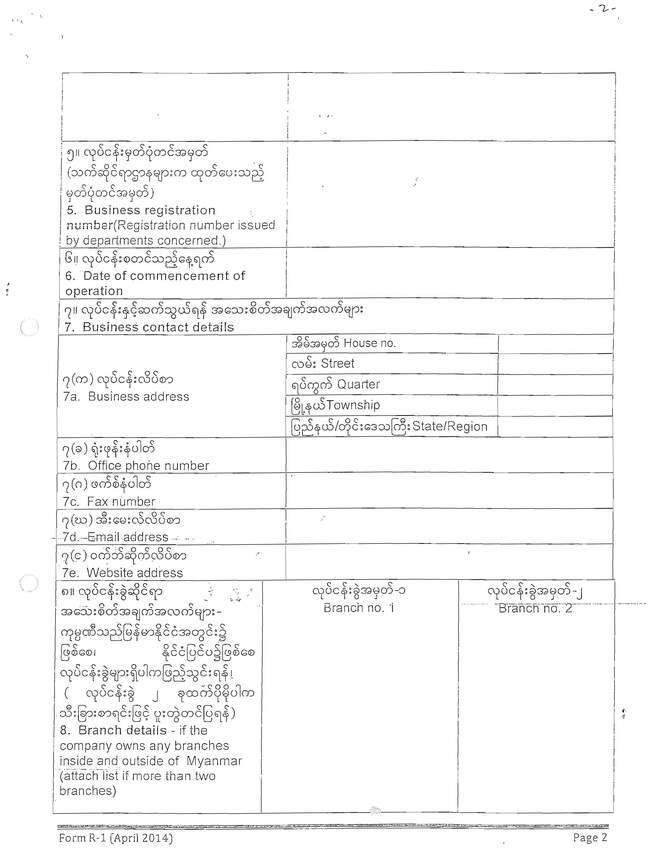 - 2 -
၅။ လုပ်ငန်းမှတ်ပုံတင်အမှတ်
(သက်ဆိုင်ရာဌာနများက ထုတ်ပေးသည့်
မှတ်ပုံတင်အမှတ်)
5. Business registration
number(Registration number issued
by departments concerned.)
၆။ လုပ်ငန်းစတင်သည့်နေ့ရက်
6. Date of commencement of
operation
၇။ လုပ်ငန်းနှင့်ဆက်သွယ်ရန် အသေးစိတ်အချက်အလက်များ
7. Business contact details
၇(က) လုပ်ငန်းလိပ်စာ
7a. Business address
အိမ်အမှတ် House no.
လမ်း Street
ရပ်ကွက် Quarter
မြို့နယ်Township
ပြည်နယ်/တိုင်းဒေသကြီးState/Region
၇(ခ) ရုံးဖုန်းနံပါတ်
7b. Office phone number
၇(ဂ) ဖက်စ်နံပါတ်
7c. Fax number
၇(ဃ) အီးမေးလ်လိပ်စာ
7d. Email address
၇(င) ဝက်ဘ်ဆိုက်လိပ်စာ
7e. Website address
၈။ လုပ်ငန်းခွဲဆိုင်ရာ
အသေးစိတ်အချက်အလက်များ-
ကုမ္ပဏီသည်မြန်မာနိုင်ငံအတွင်း၌
ဖြစ်စေ၊ နိုင်ငံပြင်ပ၌ဖြစ်စေ
လုပ်ငန်းခွဲများရှိပါကဖြည့်သွင်းရန်၊
( လုပ်ငန်းခွဲ ၂ ခုထက်ပိုမိုပါက
သီးခြားစာရင်းဖြင့် ပူးတွဲတင်ပြရန်)
8. Branch details - if the
company owns any branches
inside and outside of Myanmar
(attach list if more than two
branches)
လုပ်ငန်းခွဲအမှတ်-၁
Branch no. 1
လုပ်ငန်းခွဲအမှတ်-၂
Branch no. 2
Form R-1 (April 2014)
Page 2